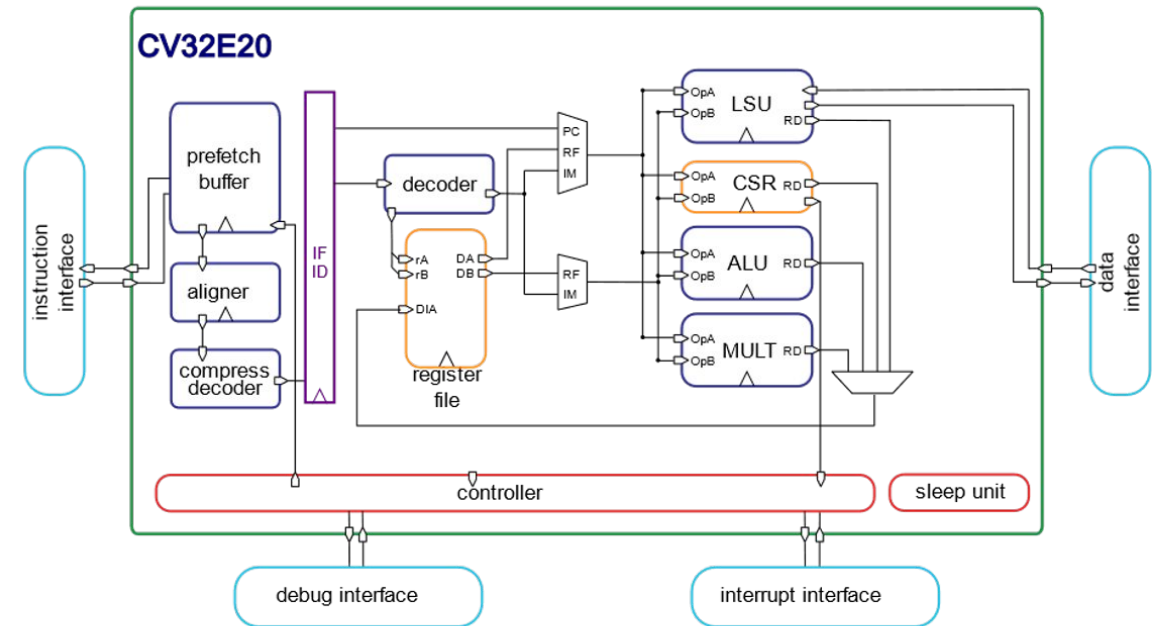 CV32E20
prefetch
buffer
aligner
compress
decoder
instruction
interface
IF
ID
decoder
rA
rB
DIA
DA
DB
register
file
PC
RF
IM
RF
IM
OpA
OpB
LSU
RD
OpA
OpB
CSR
RD
OpA
OpB
ALU
RD
OpA
OpB
MULT
RD
data
interface
controller
sleep unit
debug interface
interrupt interface